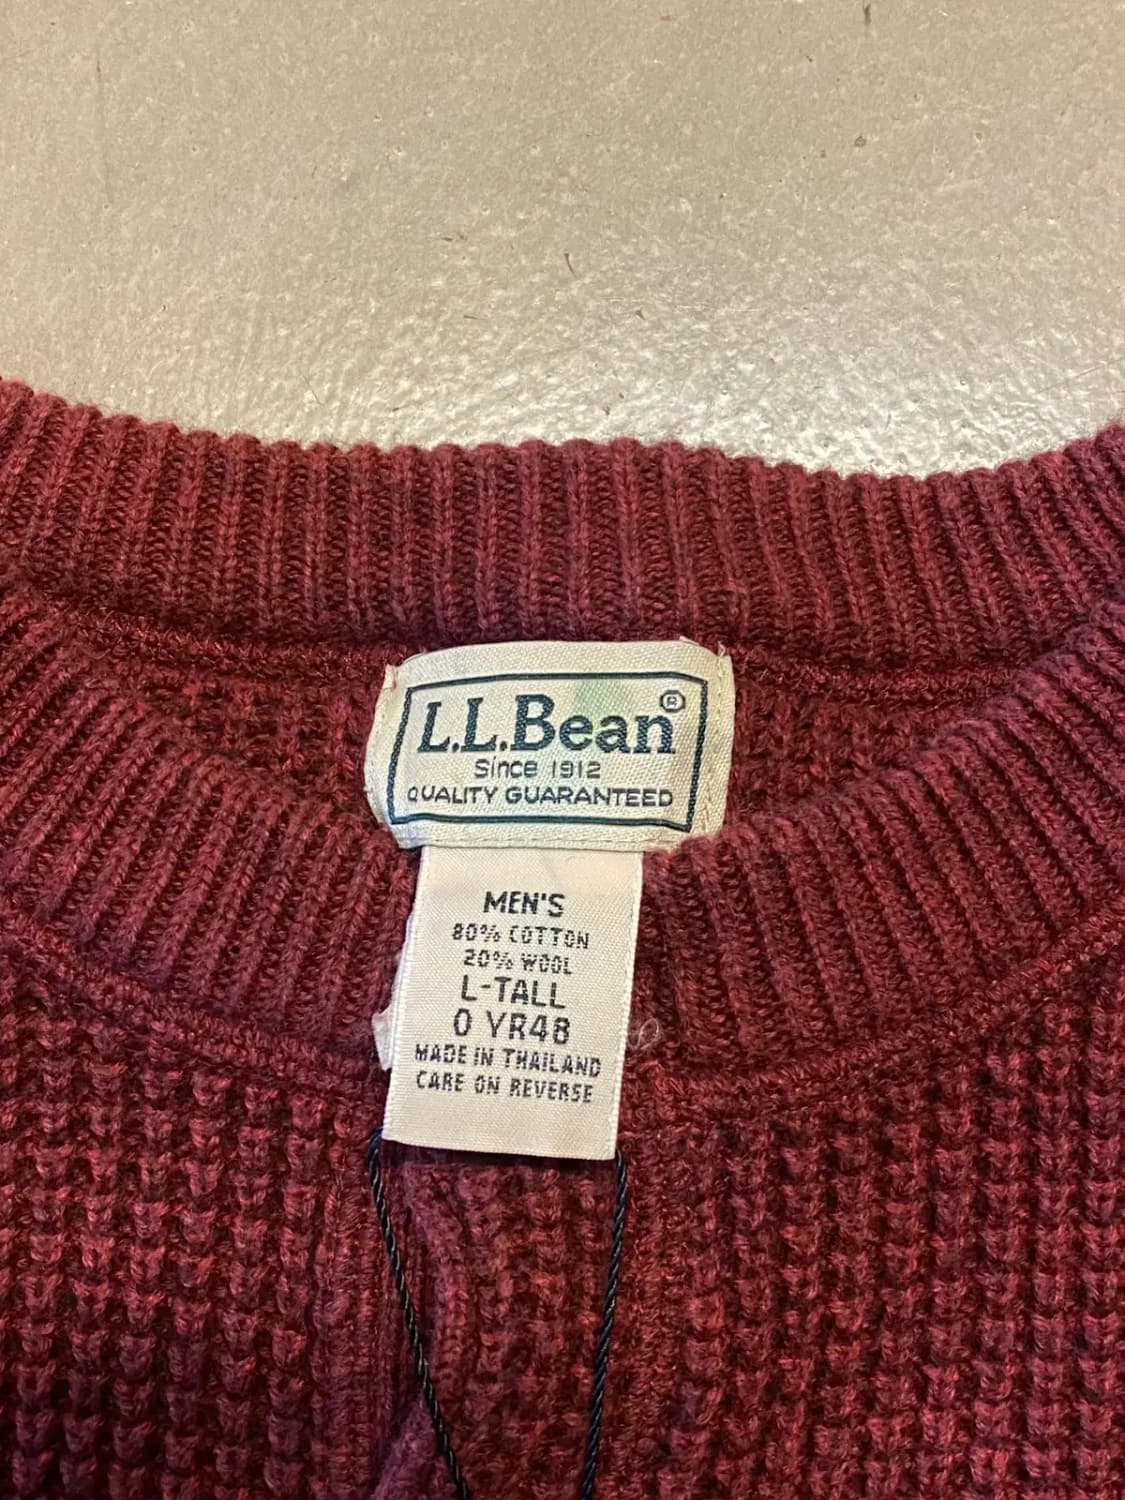 L.L.Bean®
Since 1912
QUALITY GUARANTEED
MEN'S
80% COTTON
20% WOOL
L-TALL
0 YR48
MADE IN THAILAND
CARE ON REVERSE